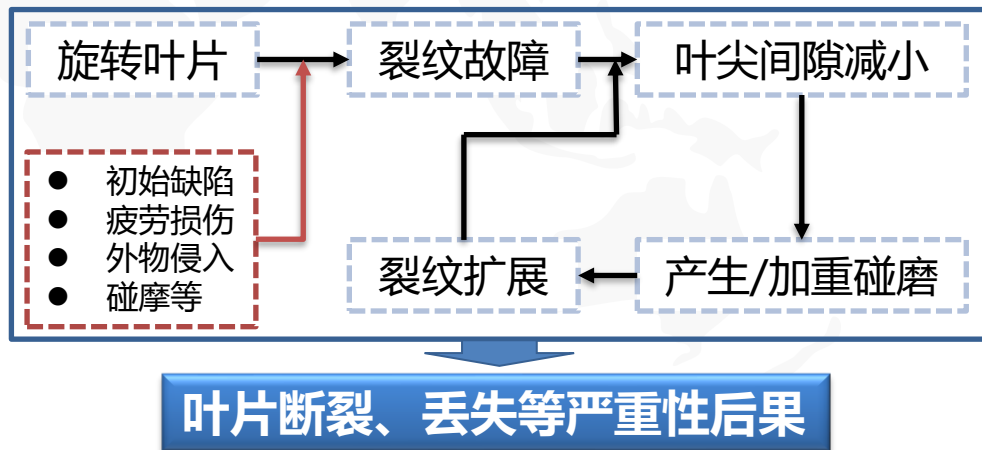 旋转叶片
裂纹故障
叶尖间隙减小
● 初始缺陷
● 疲劳损伤
● 外物侵入
● 碰摩等
裂纹扩展
产生/加重碰磨
叶片断裂、丢失等严重性后果